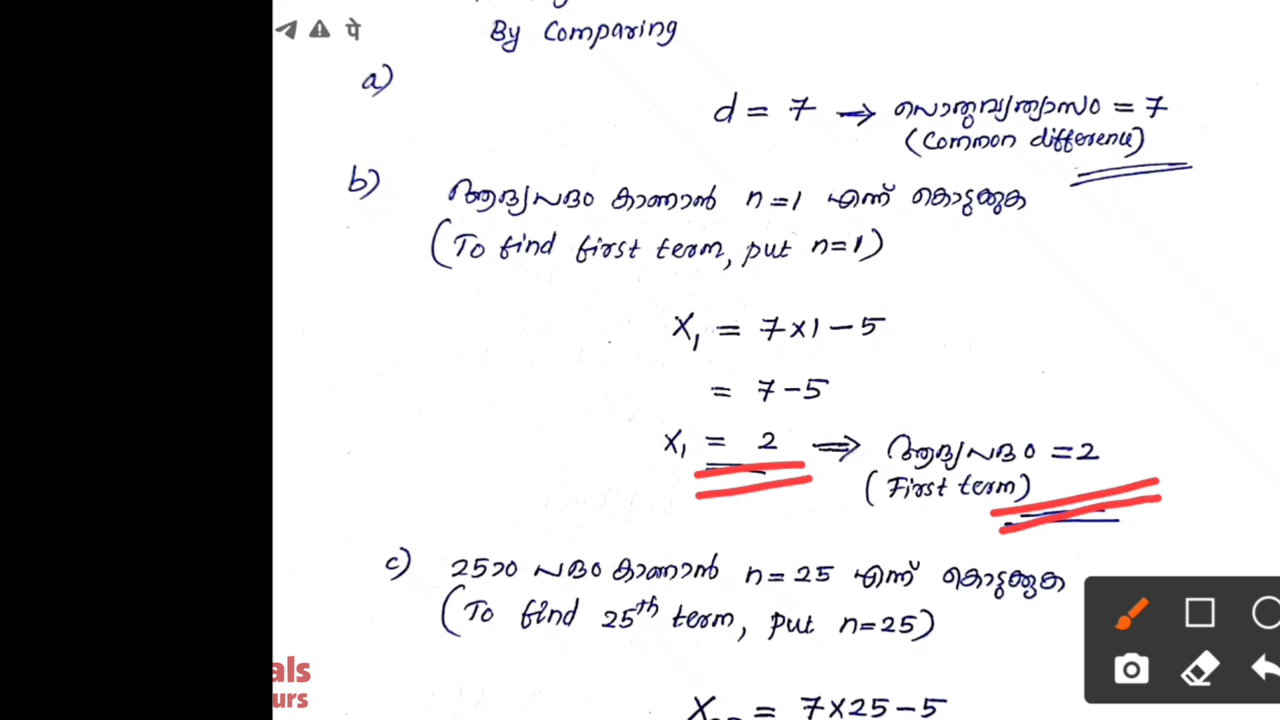 पे
By Comparing
a)
d = 7 → പൊതുവ്യത്യാസം = 7
(Common difference)
b) ആദ്യപദം കാണാൻ n=1 എന്ന് കൊടുക്കുക
(To find first term, put n=1)
X₁ = 7×1-5
= 7-5
X₁ = 2 ⇒ ആദ്യപദം = 2
(First term)
c) 25ാം പദം കാണാൻ n=25 എന്ന് കൊടുക്കുക
(To find 25th term, put n=25)
als
urs
= 7×25-5